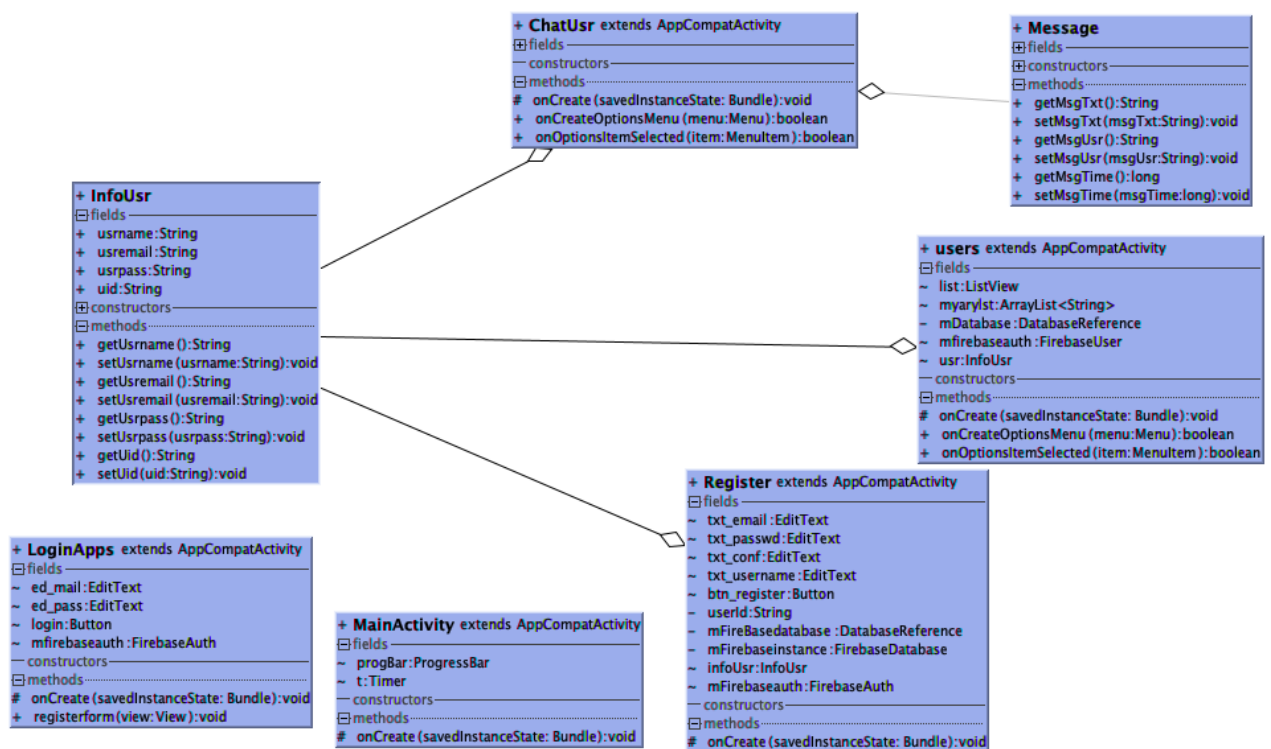 + ChatUsr extends AppCompatActivity
fields
constructors
methods
# onCreate(savedInstanceState: Bundle):void
+ onCreateOptionsMenu(menu:Menu):boolean
+ onOptionsItemSelected(item:MenuItem):boolean
+ Message
fields
constructors
methods
+ getMsgTxt():String
+ setMsgTxt(msgTxt:String):void
+ getMsgUsr():String
+ setMsgUsr(msgUsr:String):void
+ getMsgTime():long
+ setMsgTime(msgTime:long):void
+ InfoUsr
fields
+ usrname:String
+ usremail:String
+ usrpass:String
+ uid:String
constructors
methods
+ getUsrname():String
+ setUsrname(usrname:String):void
+ getUsremail():String
+ setUsremail(usremail:String):void
+ getUsrpass():String
+ setUsrpass(usrpass:String):void
+ getUid():String
+ setUid(uid:String):void
+ users extends AppCompatActivity
fields
~ list:ListView
~ myarylst:ArrayList<String>
- mDatabase:DatabaseReference
~ mfirebaseauth:FirebaseUser
~ usr:InfoUsr
constructors
methods
# onCreate(savedInstanceState: Bundle):void
+ onCreateOptionsMenu(menu:Menu):boolean
+ onOptionsItemSelected(item:MenuItem):boolean
+ Register extends AppCompatActivity
fields
~ txt_email:EditText
~ txt_passwd:EditText
~ txt_conf:EditText
~ txt_username:EditText
~ btn_register:Button
- userId:String
- mFireBasedatabase:DatabaseReference
- mFirebaseinstance:FirebaseDatabase
~ infoUsr:InfoUsr
~ mFirebaseauth:FirebaseAuth
constructors
methods
# onCreate(savedInstanceState: Bundle):void
+ LoginApps extends AppCompatActivity
fields
~ ed_mail:EditText
~ ed_pass:EditText
~ login:Button
~ mfirebaseauth:FirebaseAuth
constructors
methods
# onCreate(savedInstanceState: Bundle):void
+ registerform(view:View):void
+ MainActivity extends AppCompatActivity
fields
~ progBar:ProgressBar
~ t:Timer
constructors
methods
# onCreate(savedInstanceState: Bundle):void